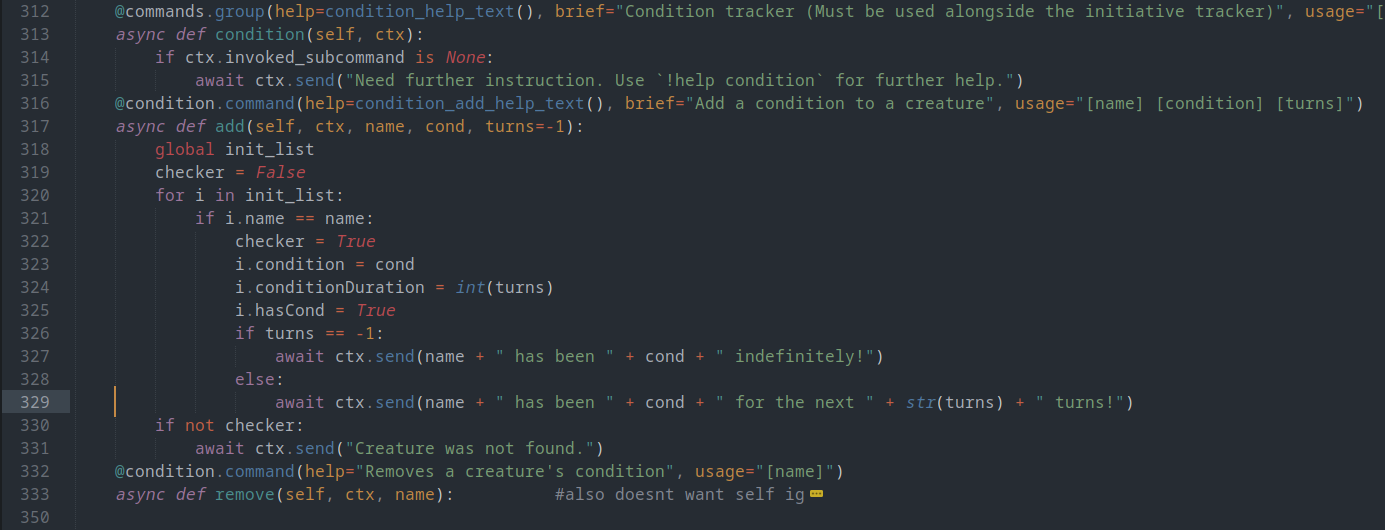 312 @commands.group(help=condition_help_text(), brief="Condition tracker (Must be used alongside the initiative tracker)", usage="[
313 async def condition(self, ctx):
314 if ctx.invoked_subcommand is None:
315 await ctx.send("Need further instruction. Use `!help condition` for further help.")
316 @condition.command(help=condition_add_help_text(), brief="Add a condition to a creature", usage="[name] [condition] [turns]")
317 async def add(self, ctx, name, cond, turns=-1):
318 global init_list
319 checker = False
320 for i in init_list:
321 if i.name == name:
322 checker = True
323 i.condition = cond
324 i.conditionDuration = int(turns)
325 i.hasCond = True
326 if turns == -1:
327 await ctx.send(name + " has been " + cond + " indefinitely!")
328 else:
329 await ctx.send(name + " has been " + cond + " for the next " + str(turns) + " turns!")
330 if not checker:
331 await ctx.send("Creature was not found.")
332 @condition.command(help="Removes a creature's condition", usage="[name]")
333 async def remove(self, ctx, name): #also doesnt want self ig
350